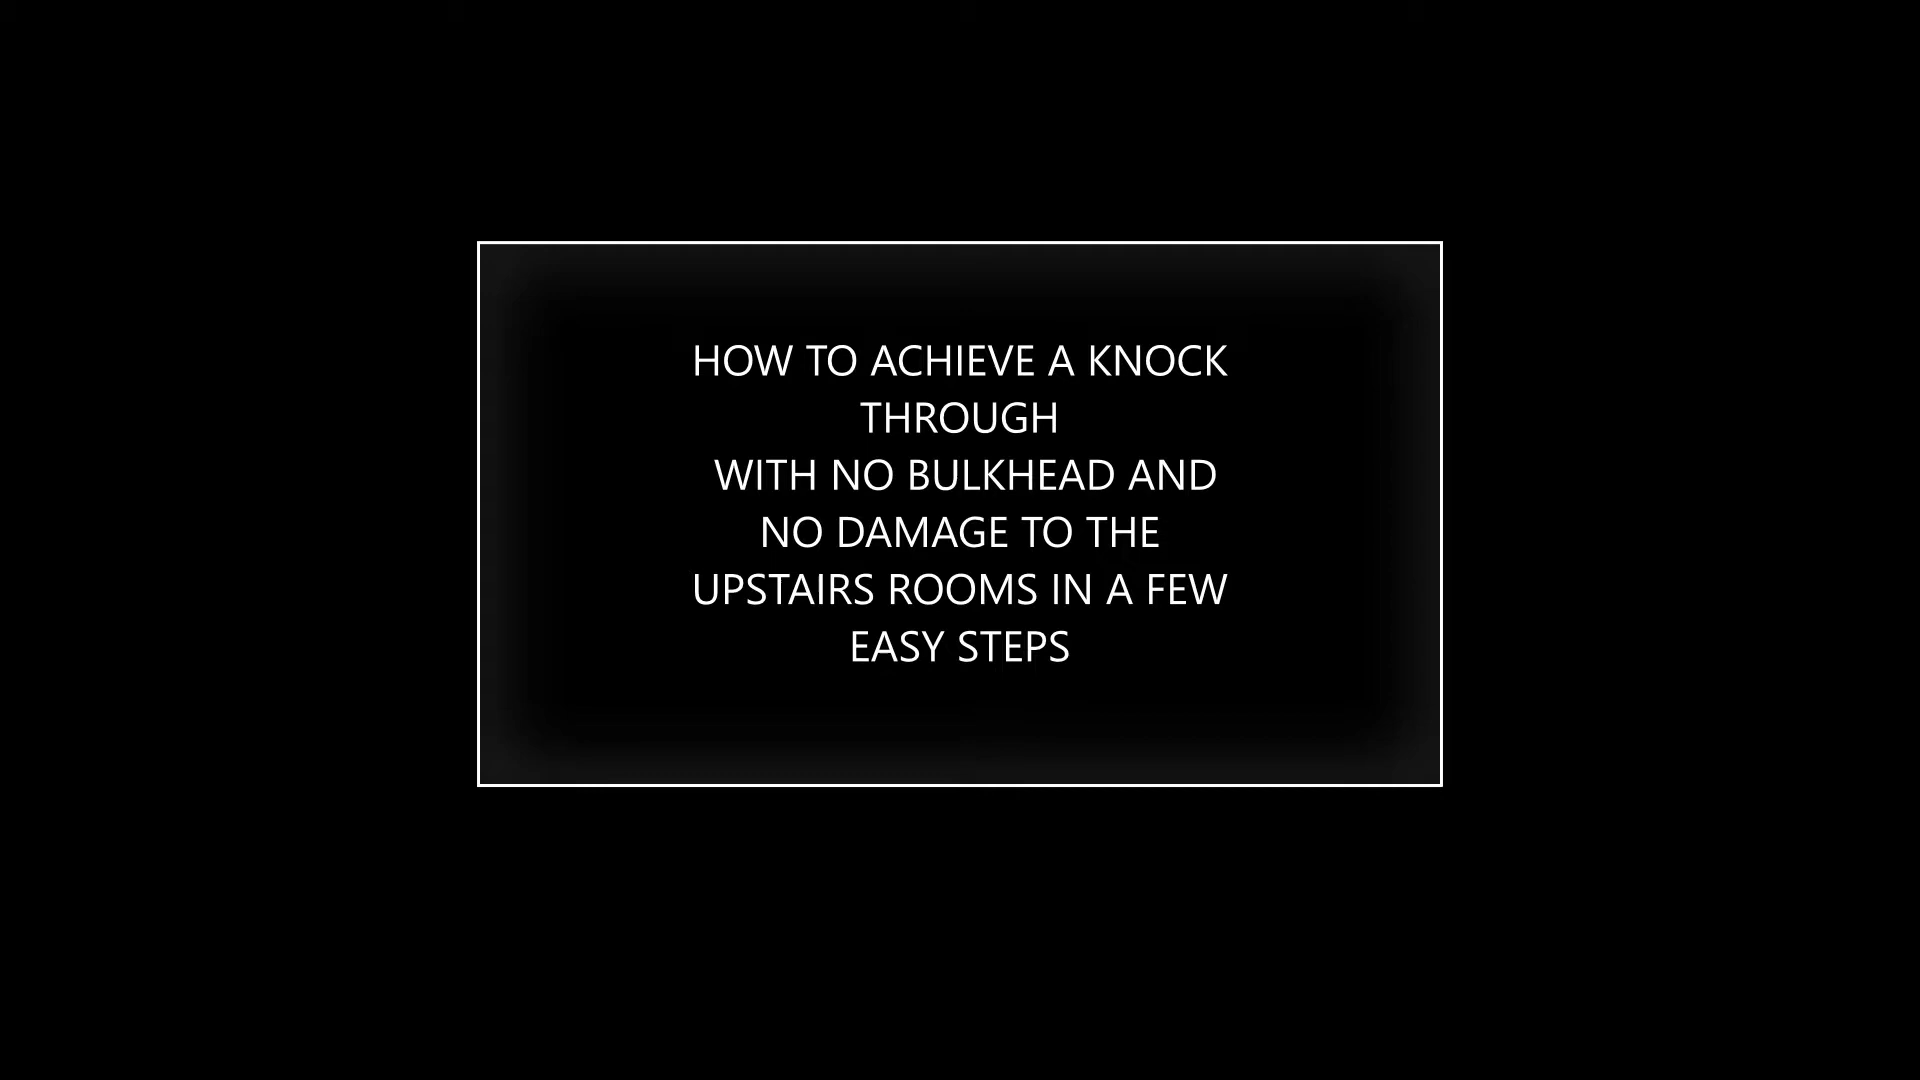 HOW TO ACHIEVE A KNOCK
THROUGH
WITH NO BULKHEAD AND
NO DAMAGE TO THE
UPSTAIRS ROOMS IN A FEW
EASY STEPS